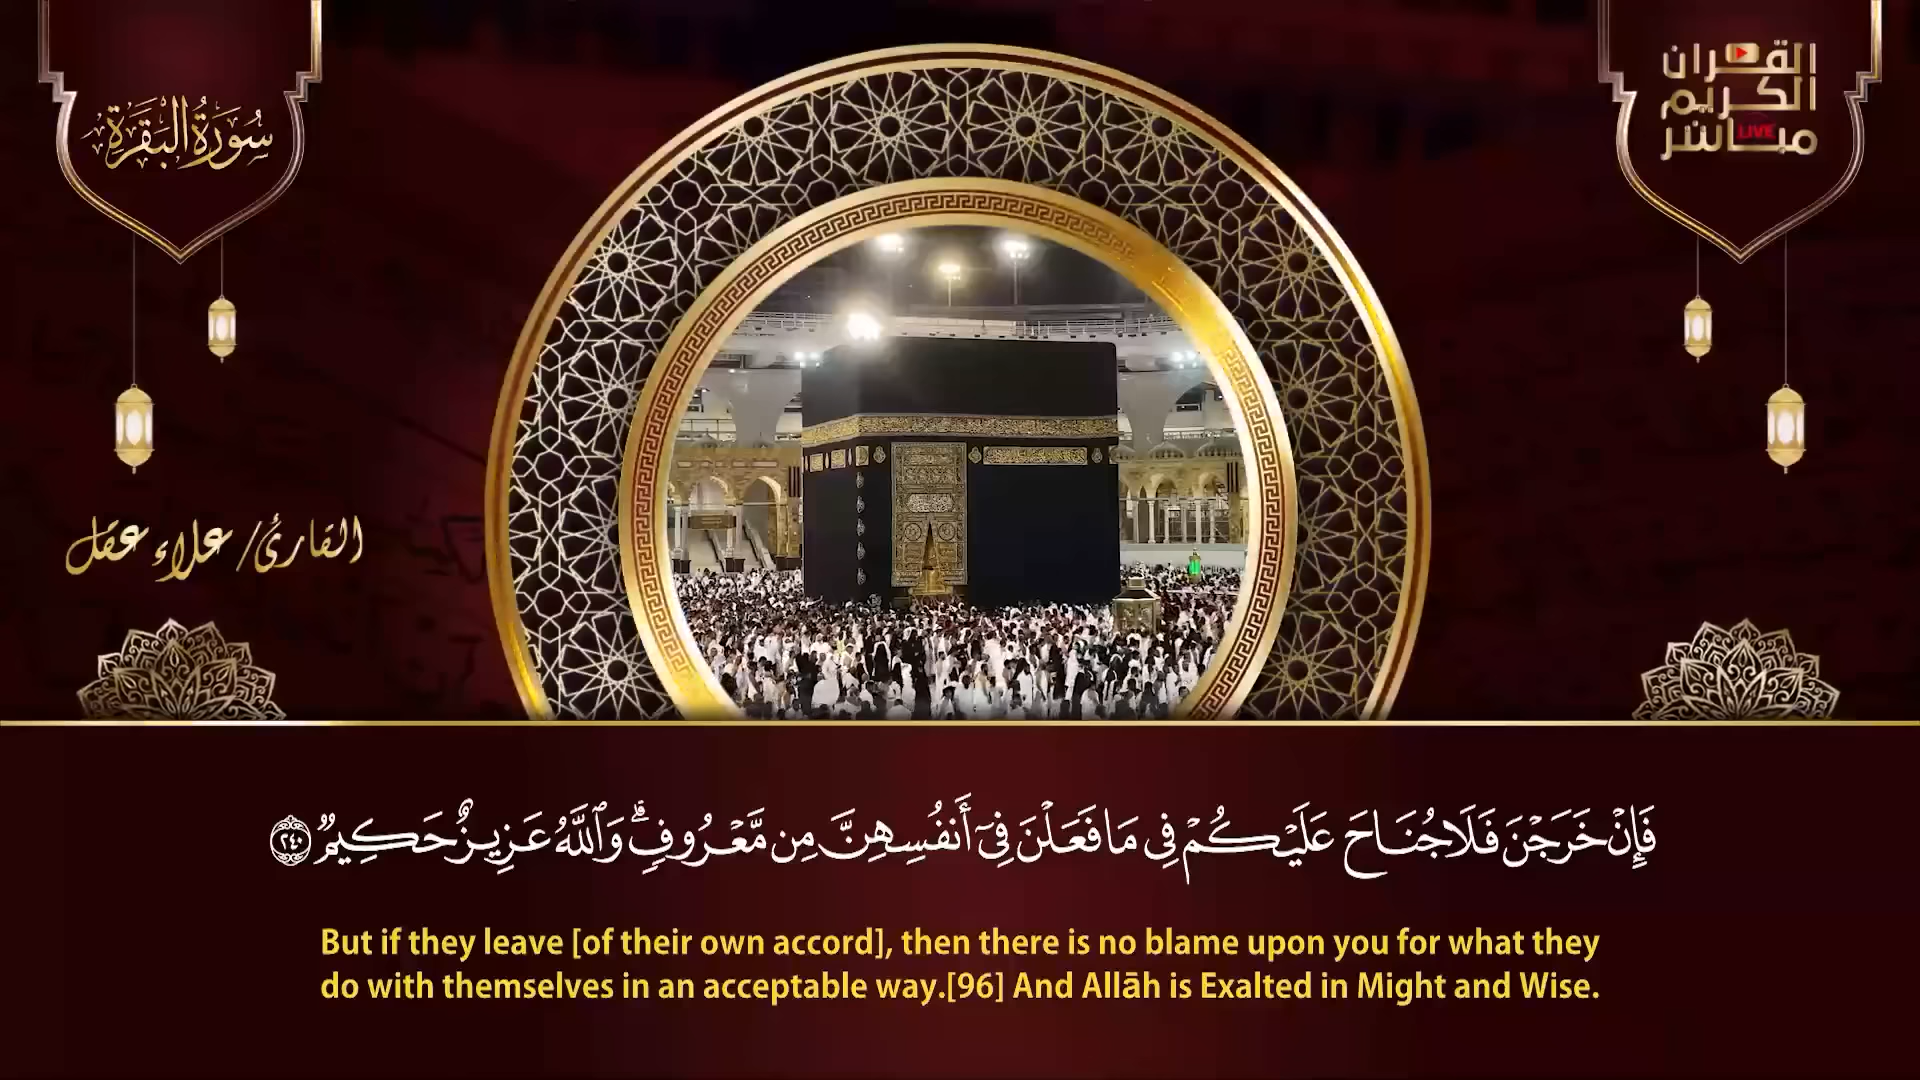 سُورَةُ البَقَرَةِ
القرآن
الكريم
مباشر
LIVE
القارئ/ علاء عقل
فَإِنْ خَرَجْنَ فَلَا جُنَاحَ عَلَيْكُمْ فِى مَا فَعَلْنَ فِىٓ أَنفُسِهِنَّ مِن مَّعْرُوفٍۗ وَٱللَّهُ عَزِيزٌ حَكِيمٌ ٢٤٠
But if they leave [of their own accord], then there is no blame upon you for what they
do with themselves in an acceptable way.[96] And Allāh is Exalted in Might and Wise.